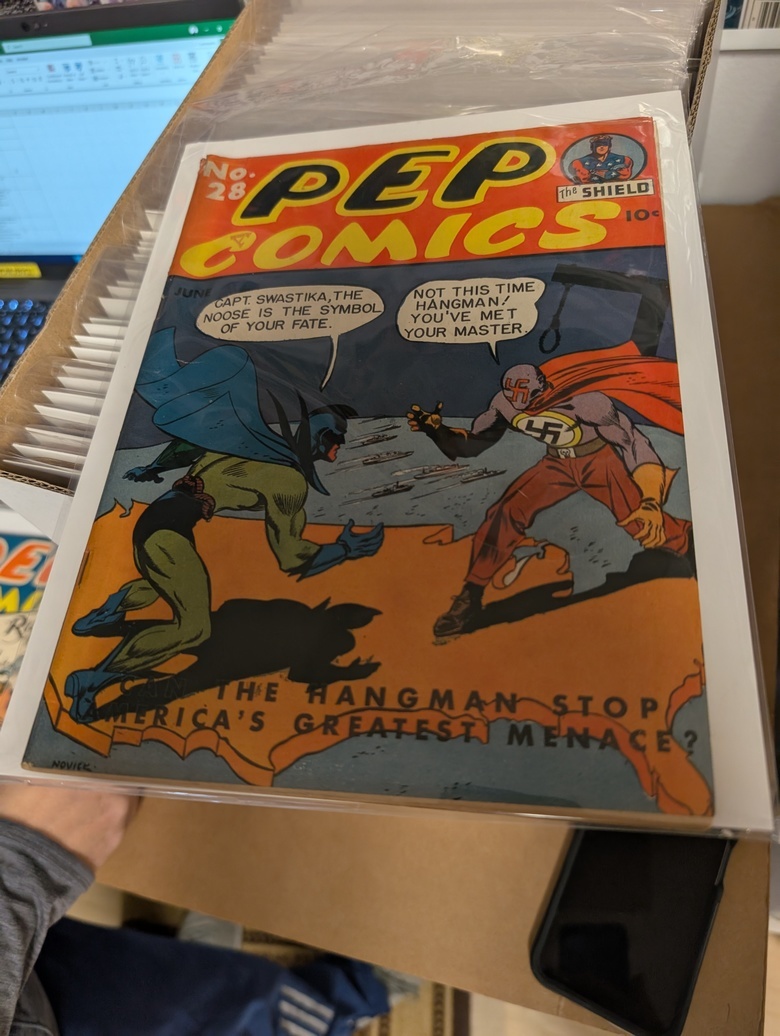 No.
28
PEP
COMICS
The SHIELD
10¢
JUNE
CAPT. SWASTIKA, THE
NOOSE IS THE SYMBOL
OF YOUR FATE.
NOT THIS TIME
HANGMAN!
YOU'VE MET
YOUR MASTER.
CAN THE HANGMAN STOP
AMERICA'S GREATEST MENACE?
NOVICK